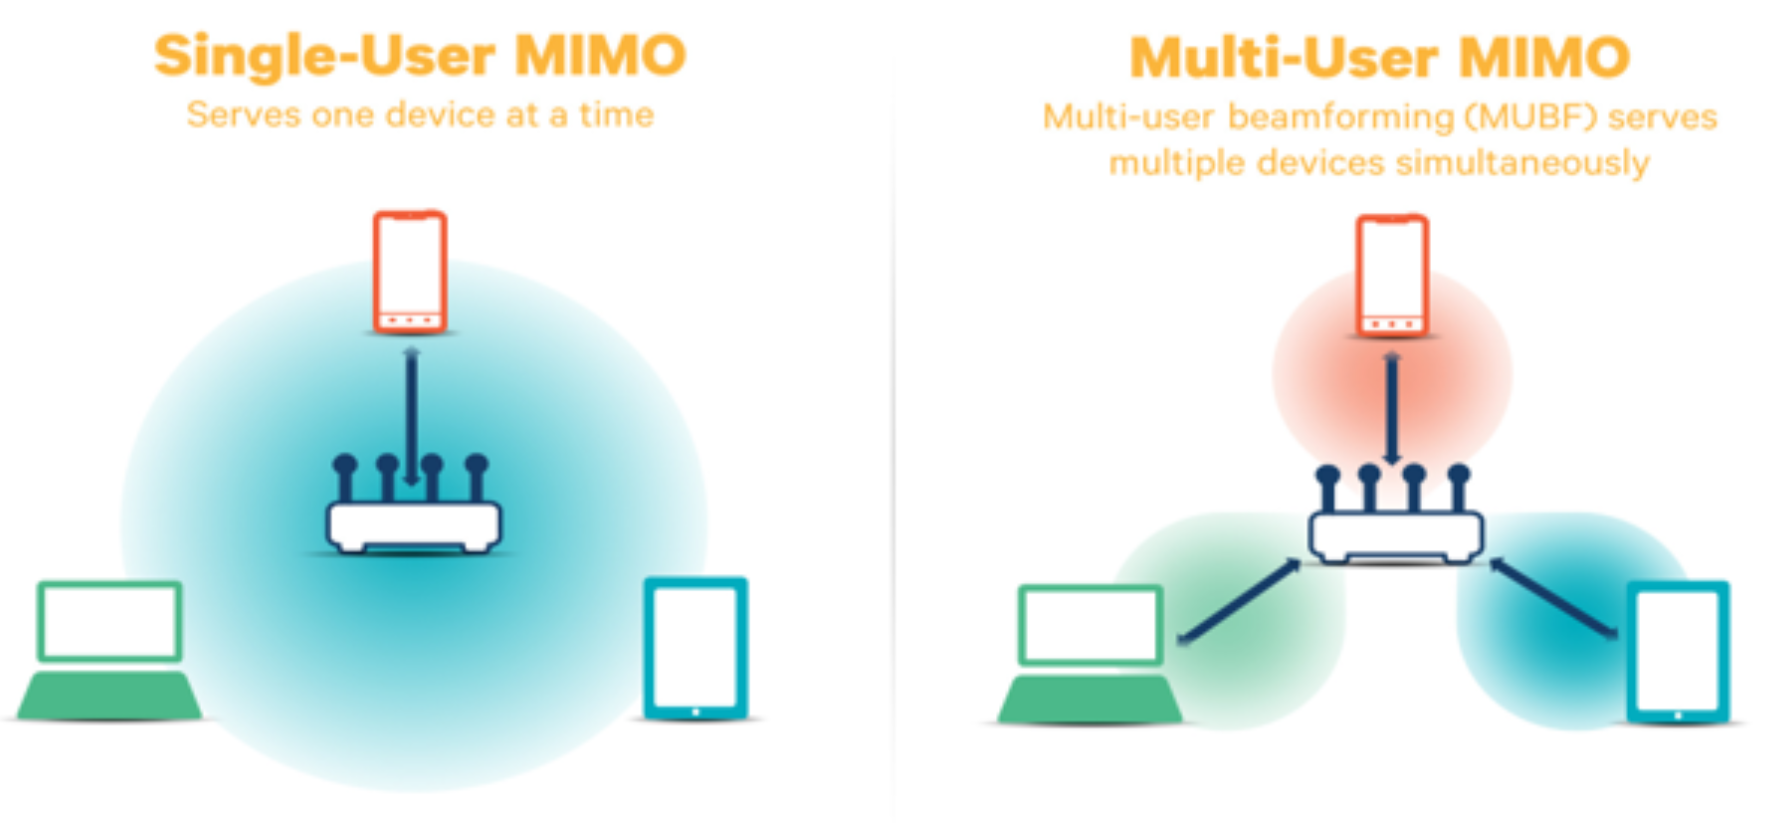 Single-User MIMO
Serves one device at a time
Multi-User MIMO
Multi-user beamforming (MUBF) serves
multiple devices simultaneously